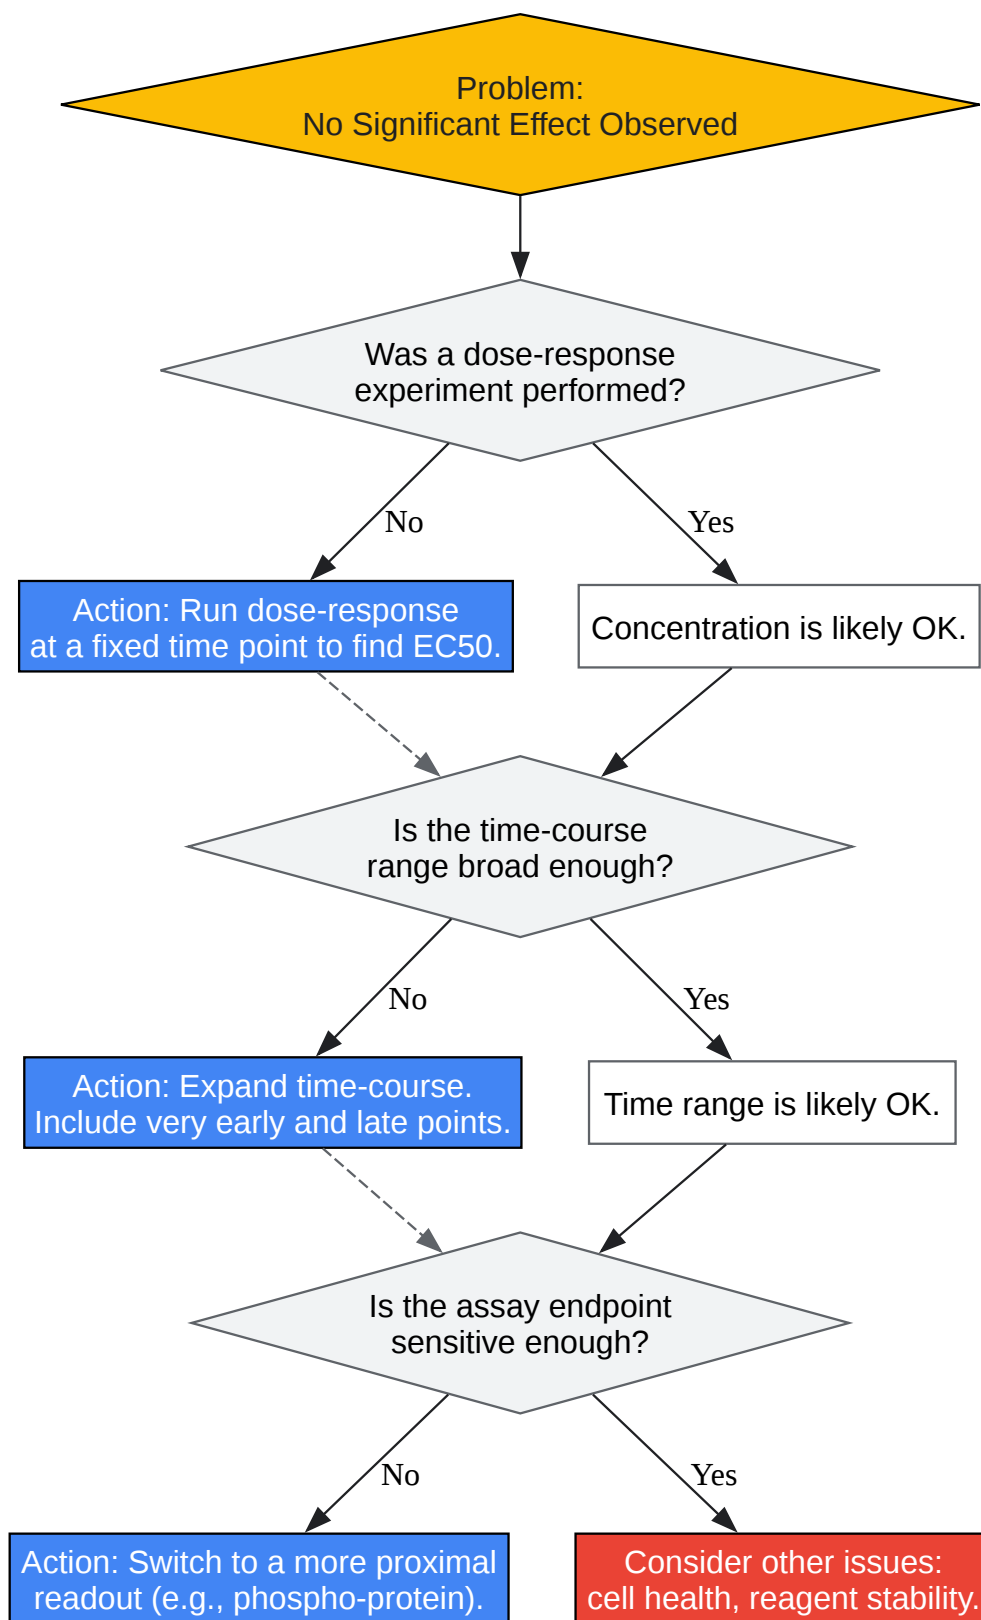 Problem:
No Significant Effect Observed
Was a dose-response
experiment performed?
No
Yes
Action: Run dose-response
at a fixed time point to find EC50.
Concentration is likely OK.
Is the time-course
range broad enough?
No
Yes
Action: Expand time-course.
Include very early and late points.
Time range is likely OK.
Is the assay endpoint
sensitive enough?
No
Yes
Action: Switch to a more proximal
readout (e.g., phospho-protein).
Consider other issues:
cell health, reagent stability.